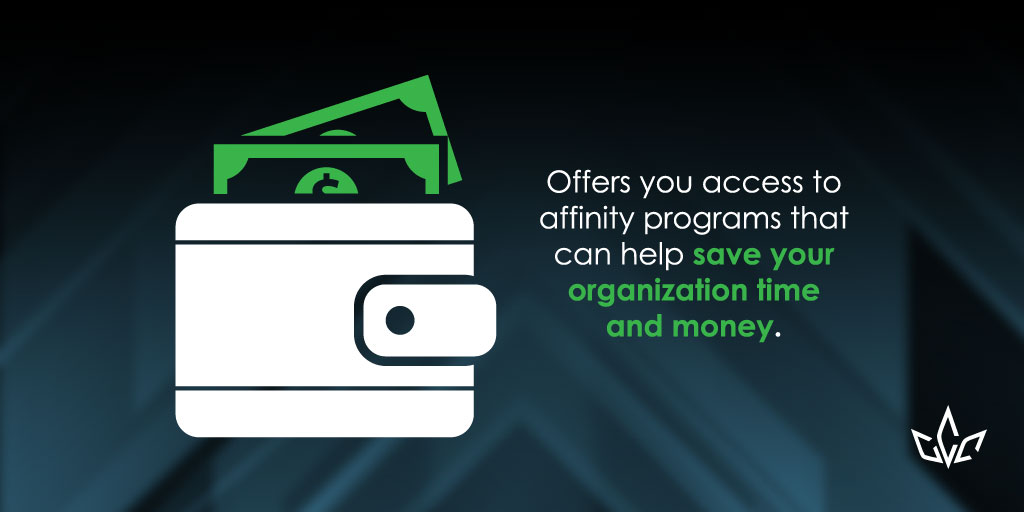 $
Offers you access to
affinity programs that
can help save your
organization time
and money.